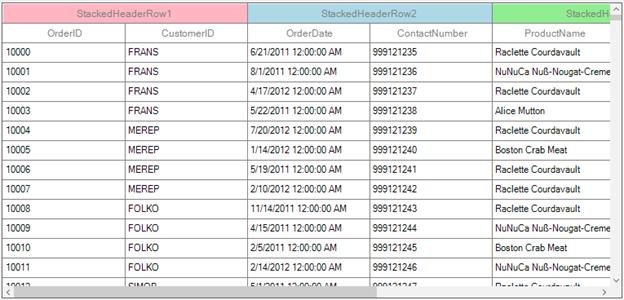 StackedHeaderRow1 StackedHeaderRow2 StackedH
OrderID CustomerID OrderDate ContactNumber ProductName
10000 FRANS 6/21/2011 12:00:00 AM 999121235 Raclette Courdavault
10001 FRANS 8/1/2011 12:00:00 AM 999121236 NuNuCa Nuß-Nougat-Creme
10002 FRANS 4/17/2012 12:00:00 AM 999121237 Raclette Courdavault
10003 FRANS 5/22/2011 12:00:00 AM 999121238 Alice Mutton
10004 MEREP 7/20/2012 12:00:00 AM 999121239 Raclette Courdavault
10005 MEREP 1/14/2012 12:00:00 AM 999121240 Boston Crab Meat
10006 MEREP 5/19/2011 12:00:00 AM 999121241 Raclette Courdavault
10007 MEREP 2/10/2012 12:00:00 AM 999121242 Raclette Courdavault
10008 FOLKO 11/14/2011 12:00:00 AM 999121243 Raclette Courdavault
10009 FOLKO 4/15/2011 12:00:00 AM 999121244 NuNuCa Nuß-Nougat-Creme
10010 FOLKO 2/5/2011 12:00:00 AM 999121245 Boston Crab Meat
10011 FOLKO 2/14/2012 12:00:00 AM 999121246 NuNuCa Nuß-Nougat-Creme